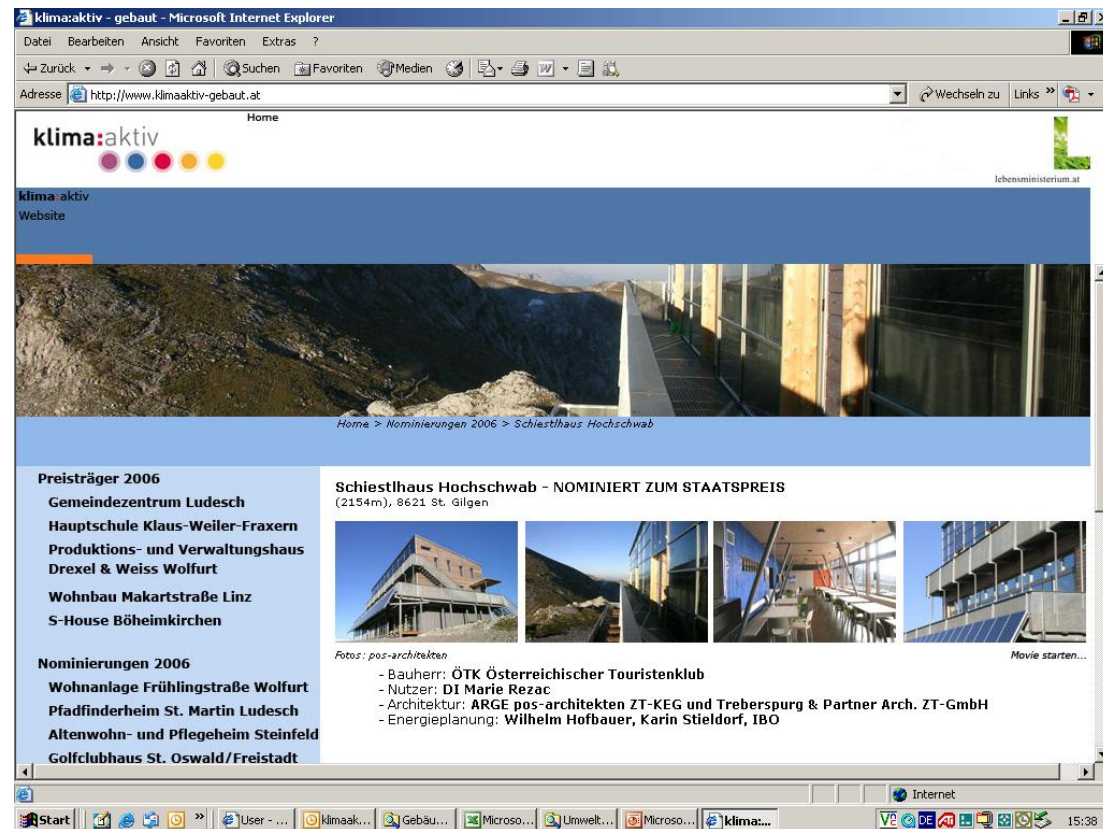 klima:aktiv - gebaut - Microsoft Internet Explorer
Datei Bearbeiten Ansicht Favoriten Extras ?
Zurück Suchen Favoriten Medien
Adresse http://www.klimaaktiv-gebaut.at Wechseln zu Links »
Home
klima:aktiv
lebensministerium.at
klima:aktiv
Website
Home > Nominierungen 2006 > Schiestlhaus Hochschwab
Preisträger 2006
Gemeindezentrum Ludesch
Hauptschule Klaus-Weiler-Fraxern
Produktions- und Verwaltungshaus
Drexel & Weiss Wolfurt
Wohnbau Makartstraße Linz
S-House Böheimkirchen
Nominierungen 2006
Wohnanlage Frühlingstraße Wolfurt
Pfadfinderheim St. Martin Ludesch
Altenwohn- und Pflegeheim Steinfeld
Golfclubhaus St. Oswald/Freistadt
Schiestlhaus Hochschwab - NOMINIERT ZUM STAATSPREIS
(2154m), 8621 St. Gilgen
Fotos: pos-architekten Movie starten...
- Bauherr: ÖTK Österreichischer Touristenklub
- Nutzer: DI Marie Rezac
- Architektur: ARGE pos-architekten ZT-KEG und Treberspurg & Partner Arch. ZT-GmbH
- Energieplanung: Wilhelm Hofbauer, Karin Stieldorf, IBO
Internet
Start » User - ... klimaak... Gebäu... Microso... Umwelt... Microso... klima:... DE 15:38